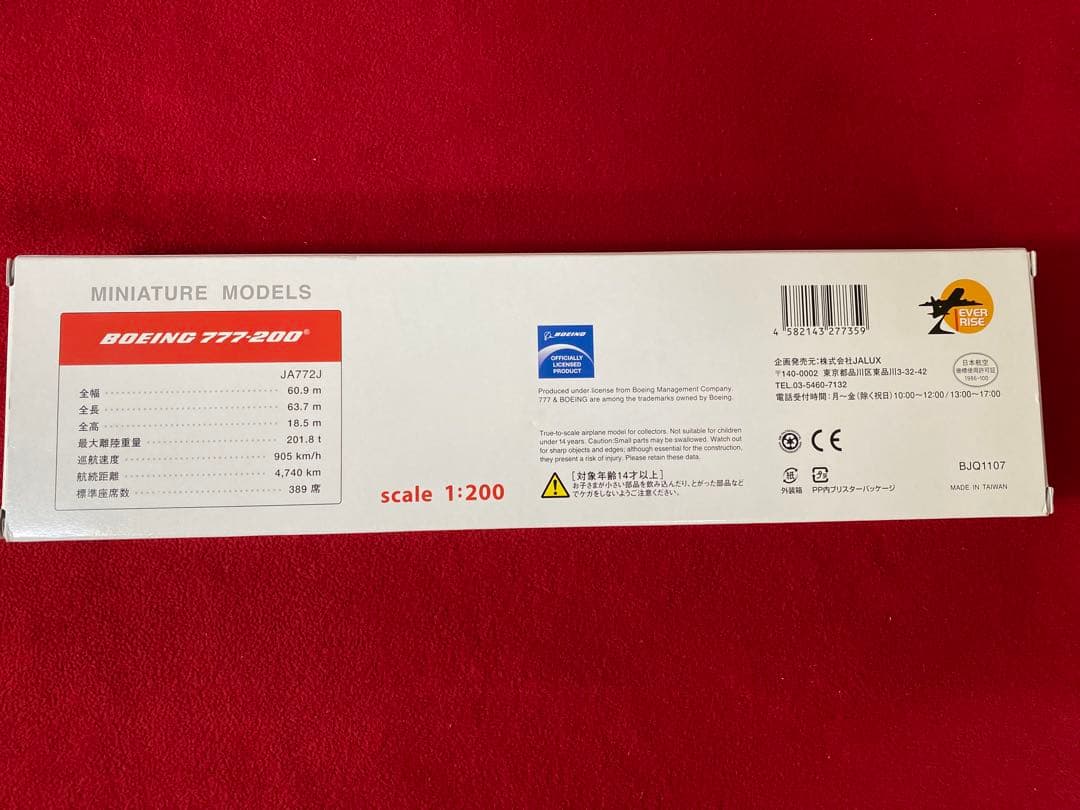 MINIATURE MODELS
BOEING 777-200®
JA772J
全幅 60.9 m
全長 63.7 m
全高 18.5 m
最大離陸重量 201.8 t
巡航速度 905 km/h
航続距離 4,740 km
標準座席数 389 席
scale 1:200
BOEING
OFFICIALLY
LICENSED
PRODUCT
Produced under license from Boeing Management Company.
777 & BOEING are among the trademarks owned by Boeing.
True-to-scale airplane model for collectors. Not suitable for children
under 14 years. Caution:Small parts may be swallowed. Watch out
for sharp objects and edges; although essential for the construction,
they present a risk of injury. Please retain these data.
[対象年齢14才以上]
お子さまが小さい部品を飲み込んだり、とがった部品など
でケガをしないようご注意ください。
4 582143 277359
EVER
RISE
企画発売元:株式会社JALUX
〒140-0002 東京都品川区東品川3-32-42
TEL.03-5460-7132
電話受付時間:月〜金(除く祝日)10:00〜12:00/13:00〜17:00
日本航空
機標使用許可証
1946-100
CE
紙
外装箱
プラ
PP内ブリスターパッケージ
BJQ1107
MADE IN TAIWAN